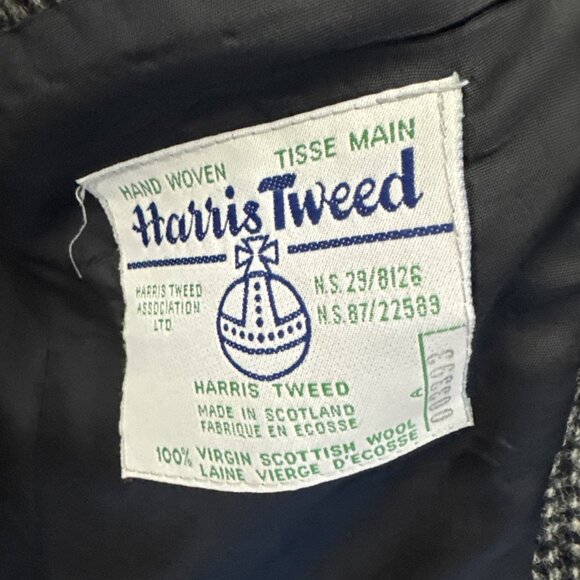 HAND WOVEN TISSE MAIN
Harris Tweed
HARRIS TWEED
ASSOCIATION
LTD.
N.S. 29/8126
N.S. 87/22589
HARRIS TWEED
MADE IN SCOTLAND
FABRIQUE EN ECOSSE
100% VIRGIN SCOTTISH WOOL
LAINE VIERGE D'ECOSSE
A